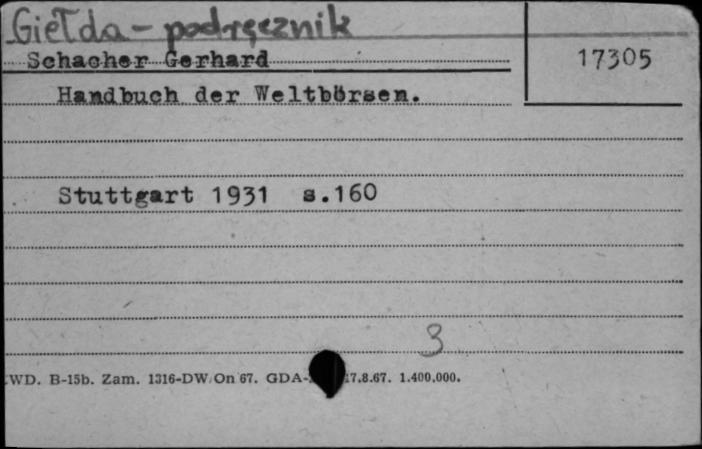 Giełda - podręcznik
Schacher Gerhard
17305
Handbuch der Weltbörsen.
Stuttgart 1931 s.160
3
WD. B-15b. Zam. 1316-DW/On 67. GDA- 17.8.67. 1.400.000.